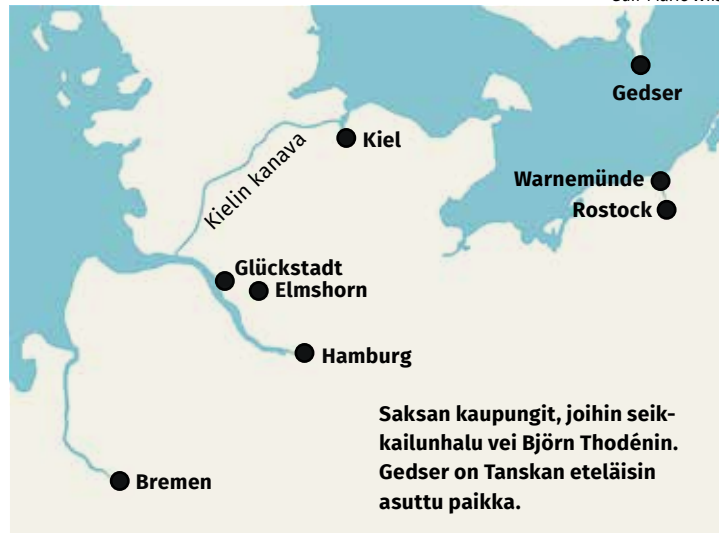 Gedser
Kiel
Kielin kanava
Warnemünde
Rostock
Glückstadt
Elmshorn
Hamburg
Bremen
Saksan kaupungit, joihin seik-
kailunhalu vei Björn Thodénin.
Gedser on Tanskan eteläisin
asuttu paikka.